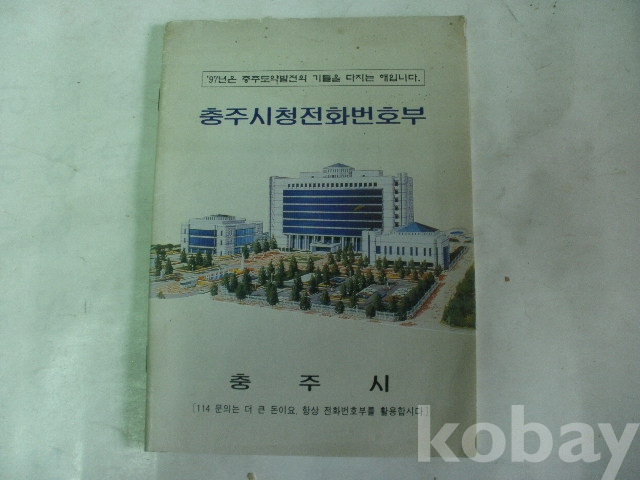 '97년은 충주도약발전의 기틀을 다지는 해입니다.
충주시청전화번호부
충 주 시
[114 문의는 더 큰 돈이요, 항상 전화번호부를 활용합시다]
kobay